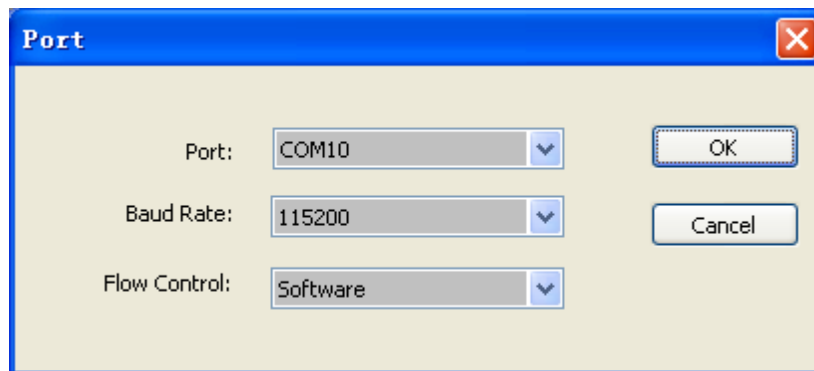 Port
Port: COM10 OK
Baud Rate: 115200 Cancel
Flow Control: Software